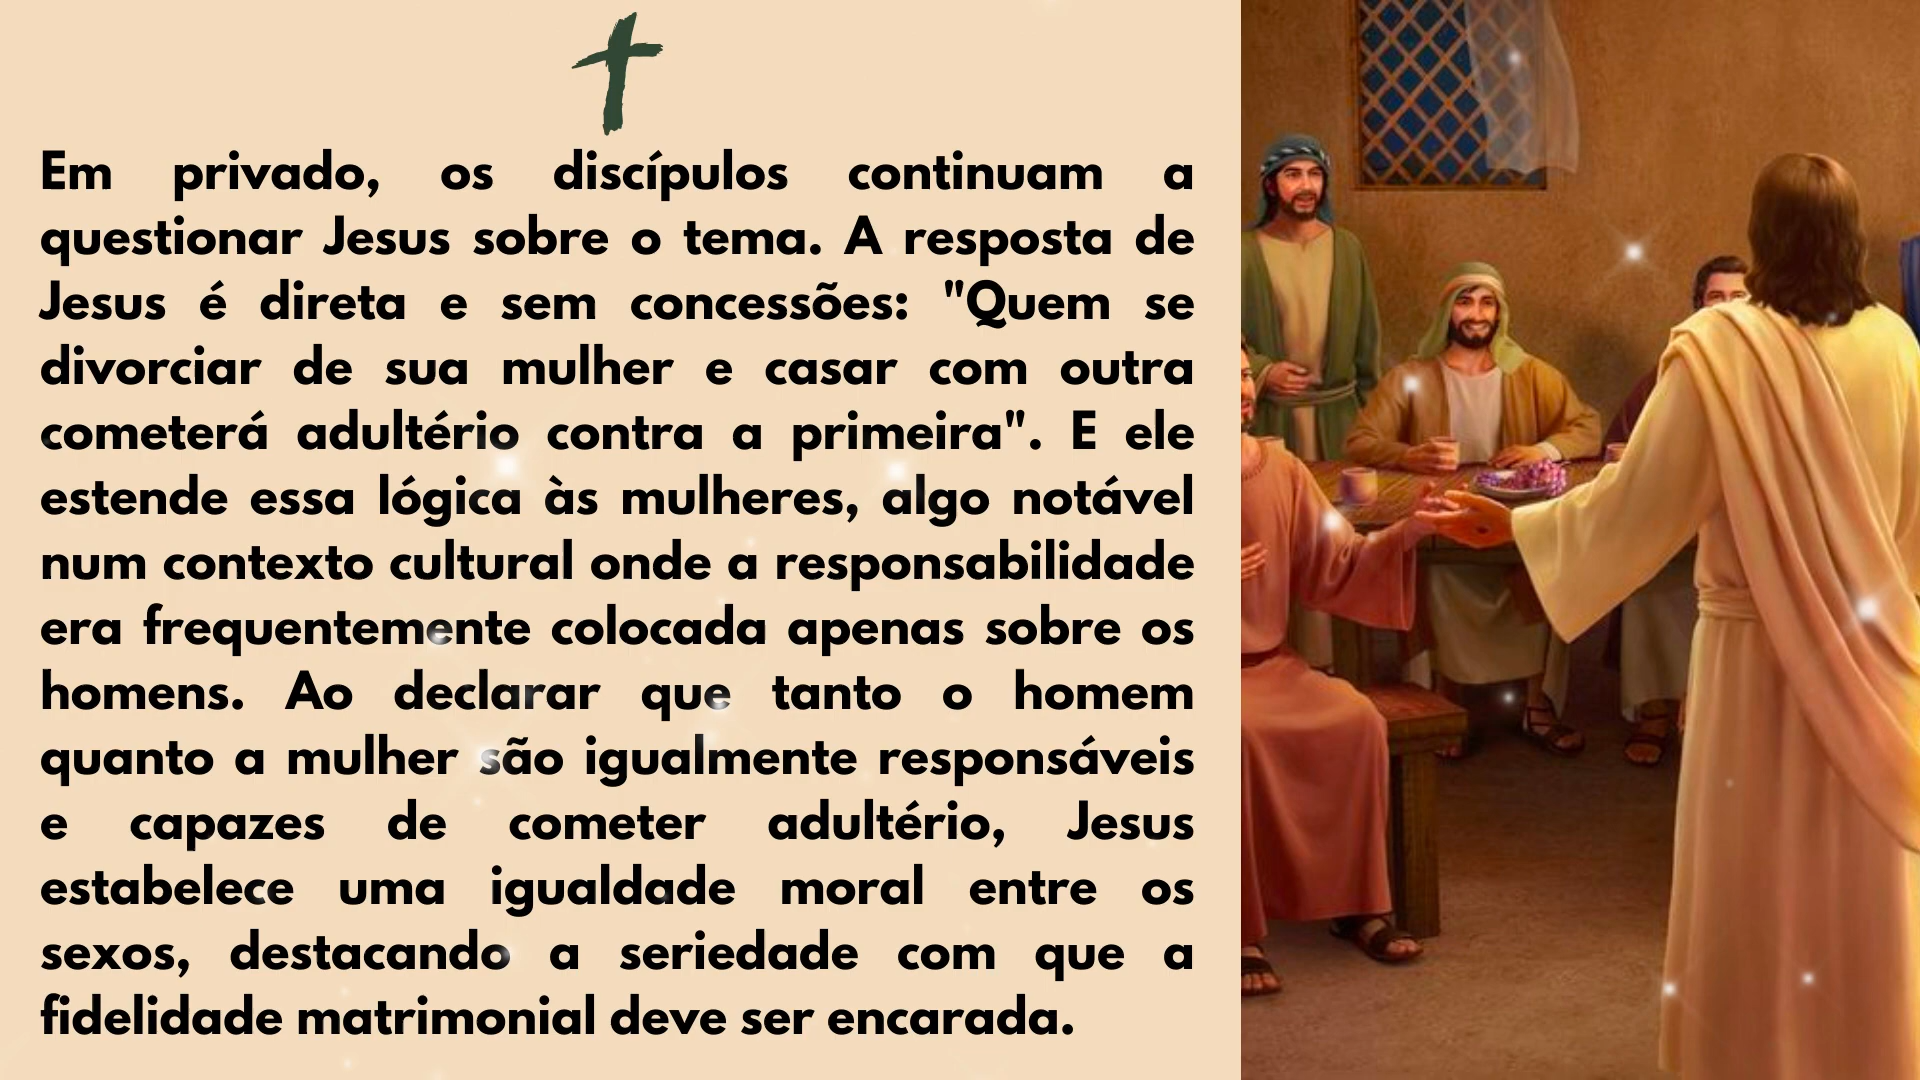 Em privado, os discípulos continuam a
questionar Jesus sobre o tema. A resposta de
Jesus é direta e sem concessões: "Quem se
divorciar de sua mulher e casar com outra
cometerá adultério contra a primeira". E ele
estende essa lógica às mulheres, algo notável
num contexto cultural onde a responsabilidade
era frequentemente colocada apenas sobre os
homens. Ao declarar que tanto o homem
quanto a mulher são igualmente responsáveis
e capazes de cometer adultério, Jesus
estabelece uma igualdade moral entre os
sexos, destacando a seriedade com que a
fidelidade matrimonial deve ser encarada.